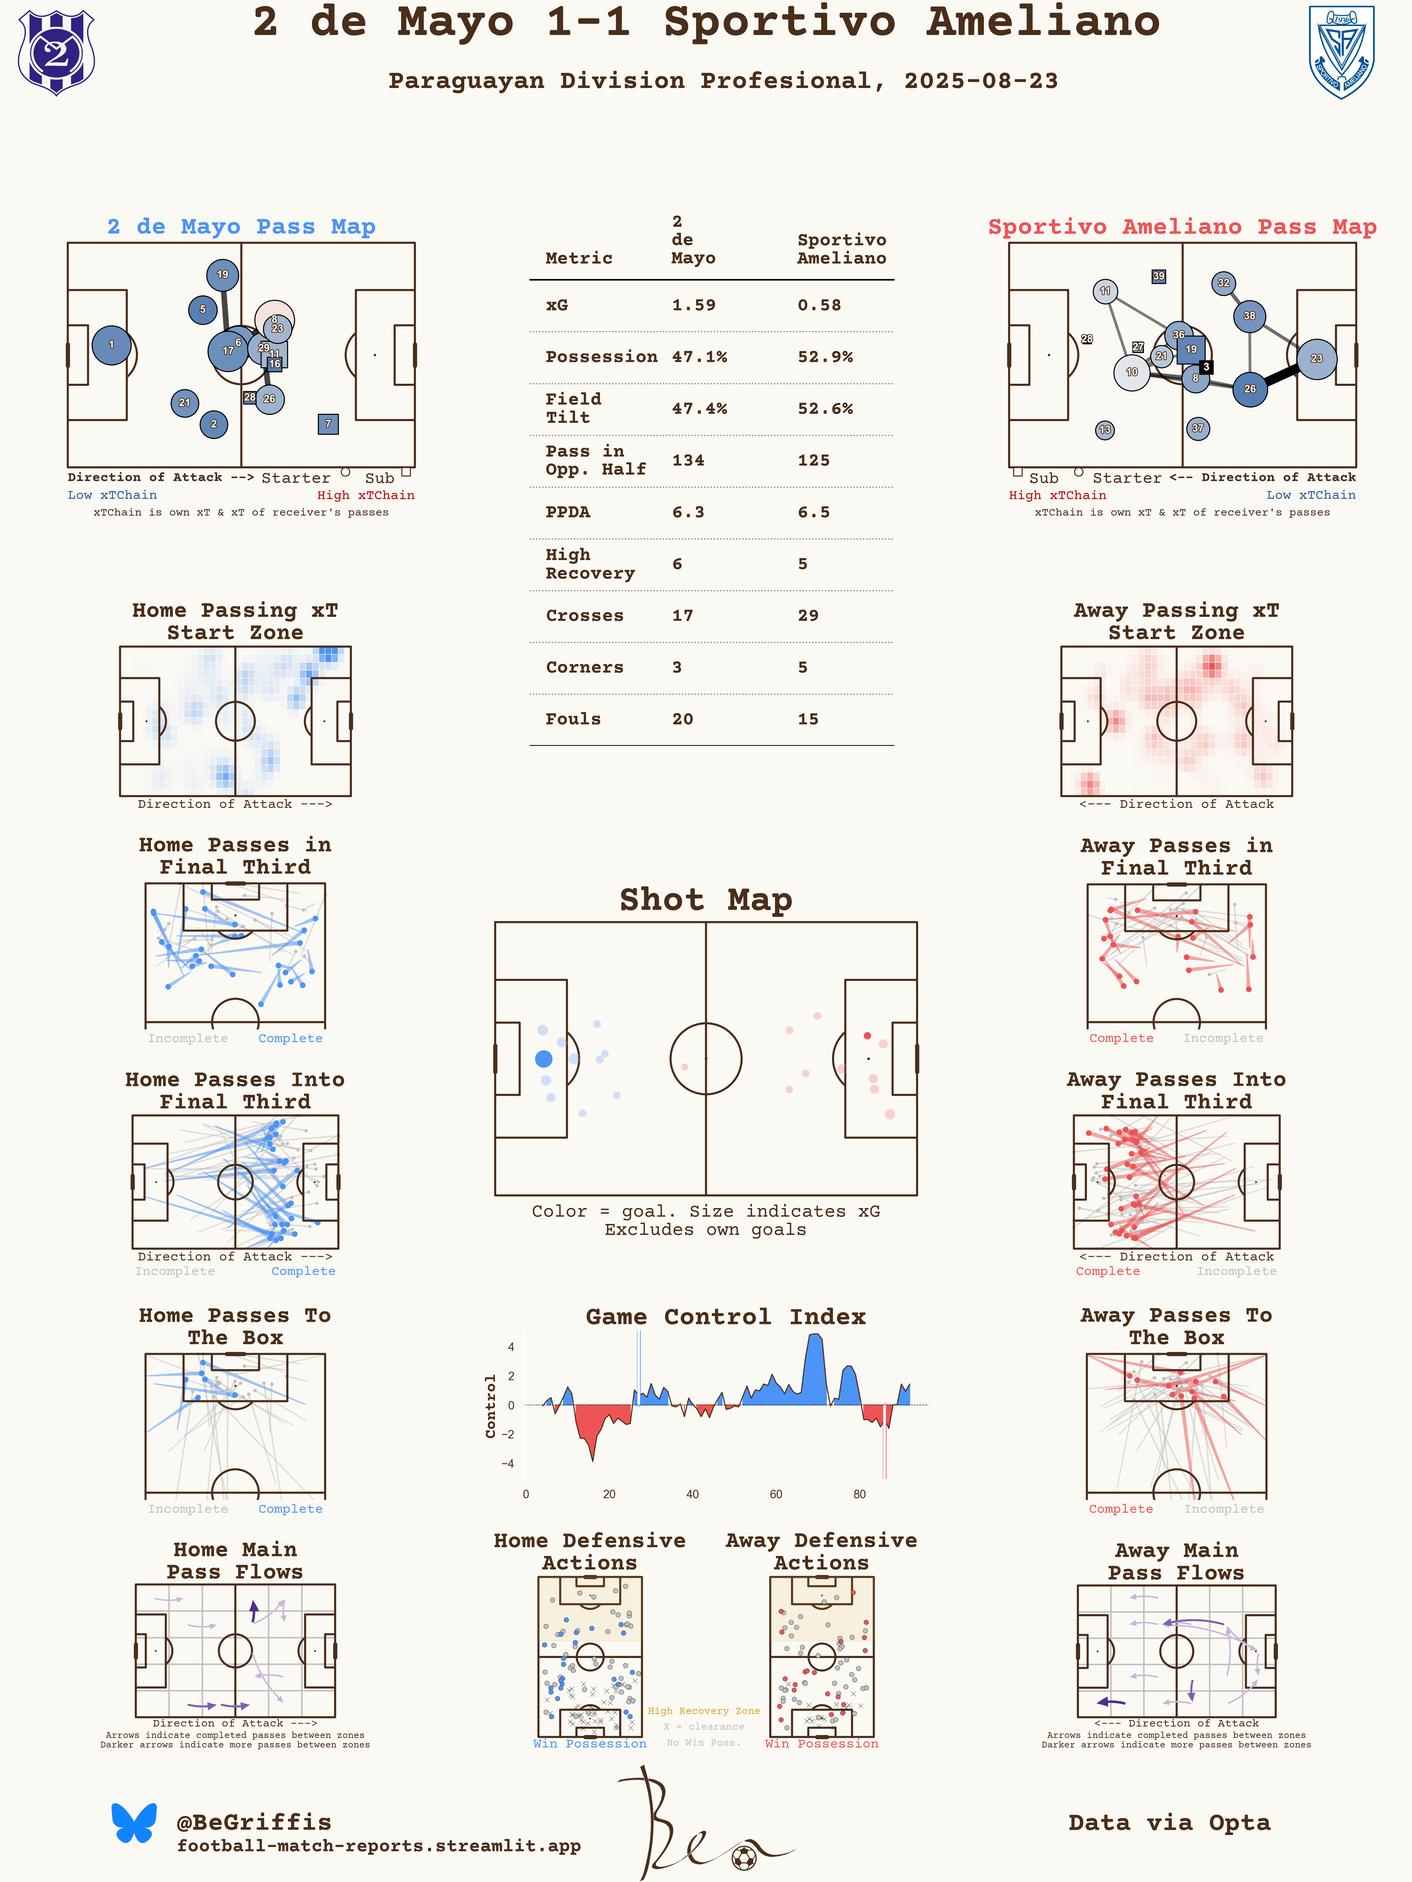 2 de Mayo 1-1 Sportivo Ameliano
Paraguayan Division Profesional, 2025-08-23
2
1930
SA
SPORTIVO AMELIANO
2 de Mayo Pass Map
19
5
8
23
1
6
17
29
11
16
21
28
26
2
7
Direction of Attack --> Starter Sub
Low xTChain High xTChain
xTChain is own xT & xT of receiver's passes
Metric 2 de Mayo Sportivo Ameliano
xG 1.59 0.58
Possession 47.1% 52.9%
Field Tilt 47.4% 52.6%
Pass in Opp. Half 134 125
PPDA 6.3 6.5
High Recovery 6 5
Crosses 17 29
Corners 3 5
Fouls 20 15
Sportivo Ameliano Pass Map
39
11
32
38
28
36
27
19
21
23
3
10
8
26
13
37
Sub Starter <-- Direction of Attack
High xTChain Low xTChain
xTChain is own xT & xT of receiver's passes
Home Passing xT
Start Zone
Direction of Attack --->
Away Passing xT
Start Zone
<--- Direction of Attack
Home Passes in
Final Third
Incomplete Complete
Away Passes in
Final Third
Complete Incomplete
Shot Map
Color = goal. Size indicates xG
Excludes own goals
Home Passes Into
Final Third
Direction of Attack --->
Incomplete Complete
Away Passes Into
Final Third
<--- Direction of Attack
Complete Incomplete
Home Passes To
The Box
Incomplete Complete
Game Control Index
Control
4
2
0
−2
−4
0 20 40 60 80
Away Passes To
The Box
Complete Incomplete
Home Main
Pass Flows
Direction of Attack --->
Arrows indicate completed passes between zones
Darker arrows indicate more passes between zones
Home Defensive
Actions
Win Possession
Away Defensive
Actions
Win Possession
High Recovery Zone
X = clearance
No Win Poss.
Away Main
Pass Flows
<--- Direction of Attack
Arrows indicate completed passes between zones
Darker arrows indicate more passes between zones
@BeGriffis
football-match-reports.streamlit.app
Ben
Data via Opta